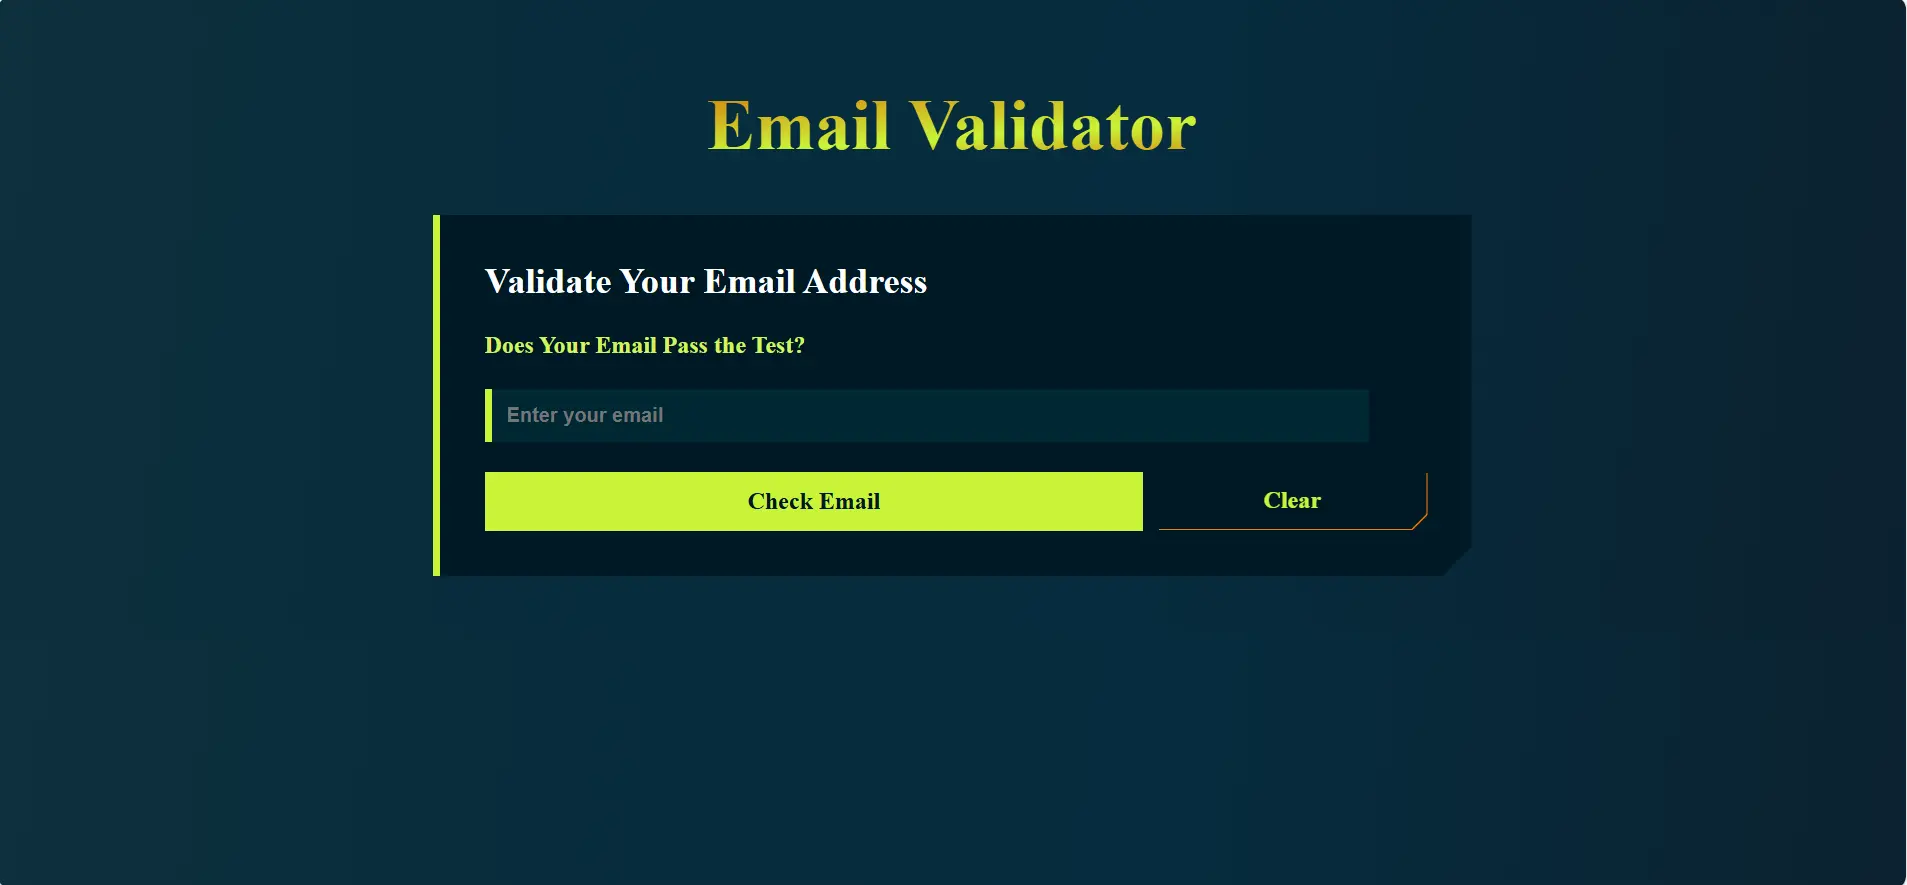 Email Validator
Validate Your Email Address
Does Your Email Pass the Test?
Enter your email
Check Email
Clear